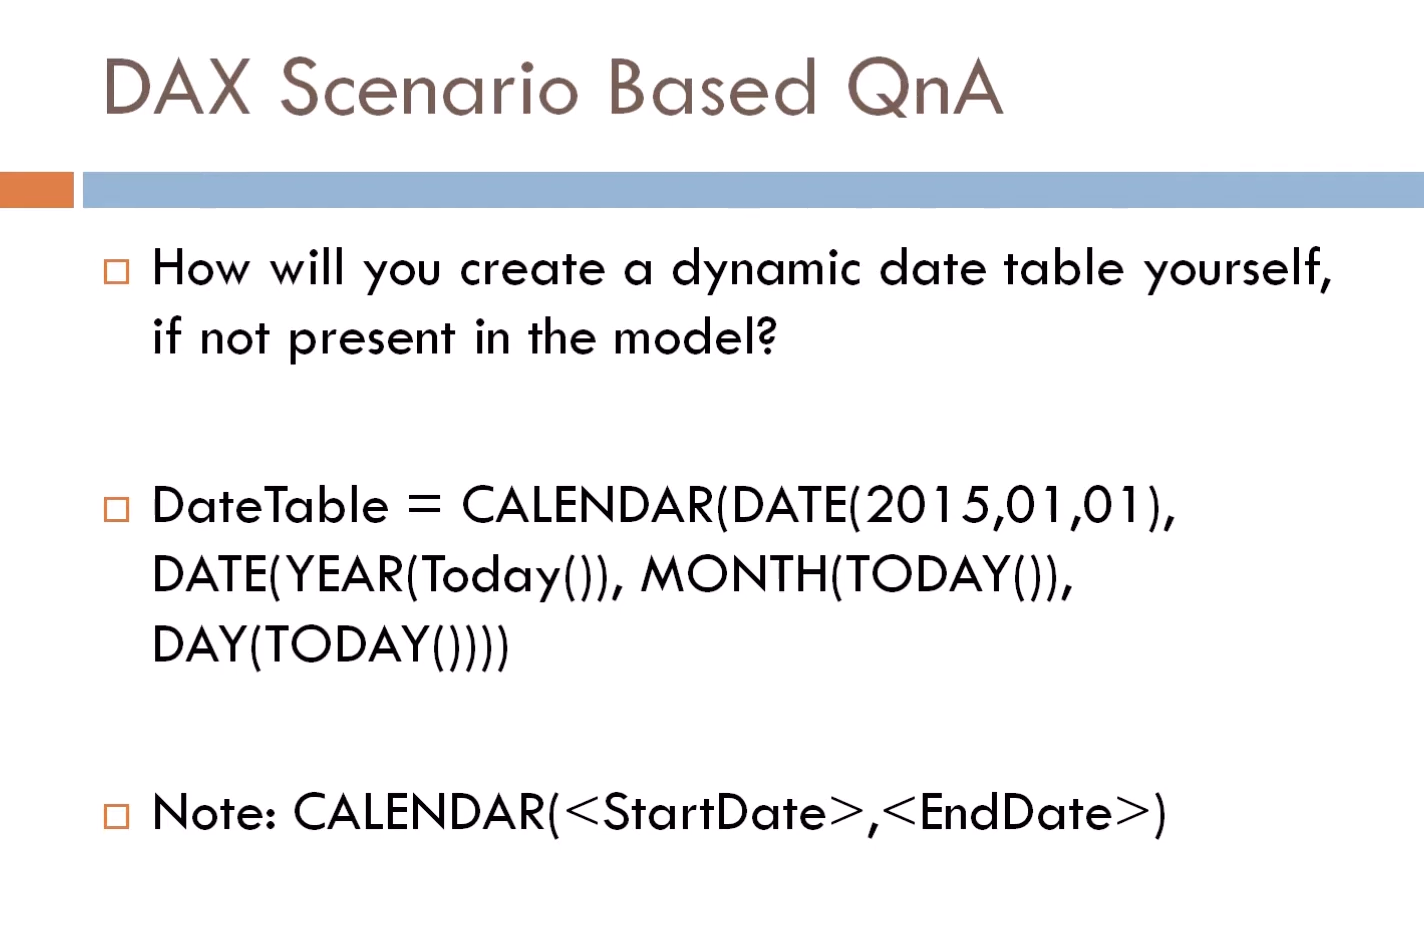 DAX Scenario Based QnA
How will you create a dynamic date table yourself,
if not present in the model?
DateTable = CALENDAR(DATE(2015,01,01),
DATE(YEAR(Today()), MONTH(TODAY()),
DAY(TODAY())))
Note: CALENDAR(<StartDate>,<EndDate>)